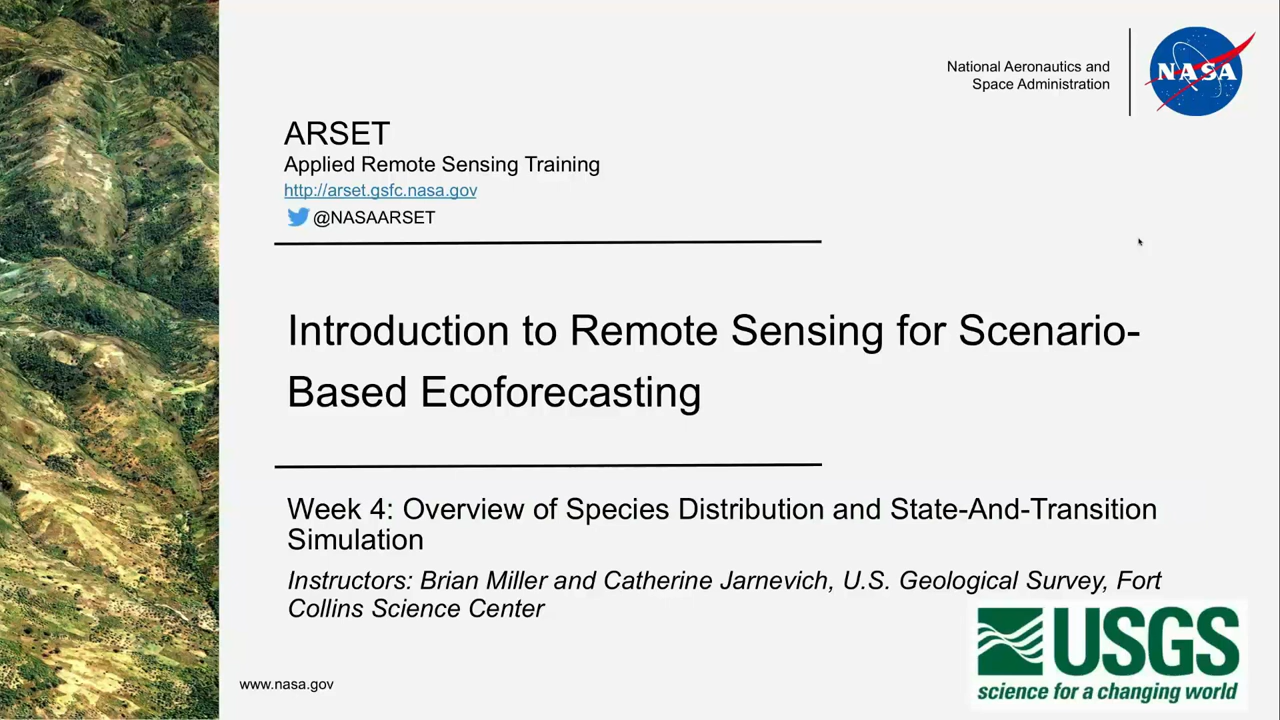 National Aeronautics and
Space Administration
NASA
ARSET
Applied Remote Sensing Training
http://arset.gsfc.nasa.gov
@NASAARSET
Introduction to Remote Sensing for Scenario-
Based Ecoforecasting
Week 4: Overview of Species Distribution and State-And-Transition
Simulation
Instructors: Brian Miller and Catherine Jarnevich, U.S. Geological Survey, Fort
Collins Science Center
USGS
science for a changing world
www.nasa.gov